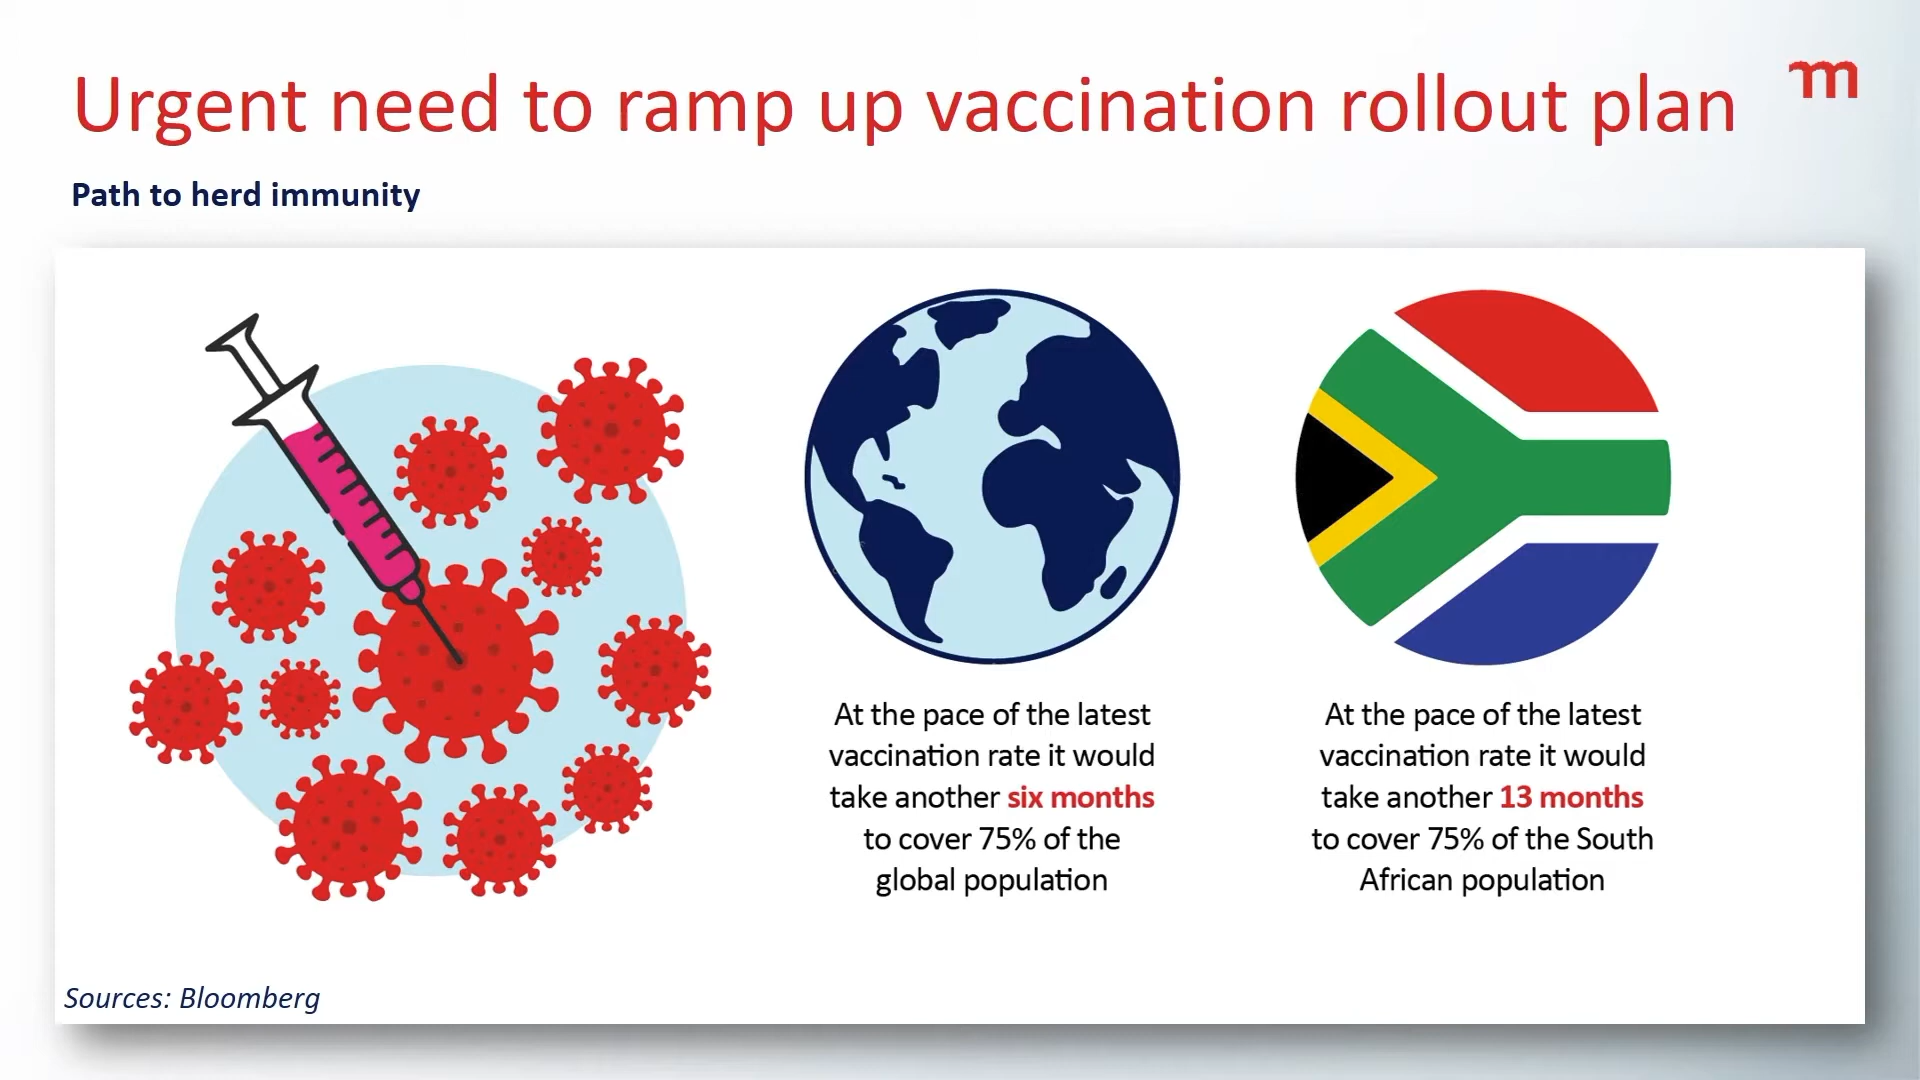 Urgent need to ramp up vaccination rollout plan
m
Path to herd immunity
At the pace of the latest
vaccination rate it would
take another six months
to cover 75% of the
global population
At the pace of the latest
vaccination rate it would
take another 13 months
to cover 75% of the South
African population
Sources: Bloomberg